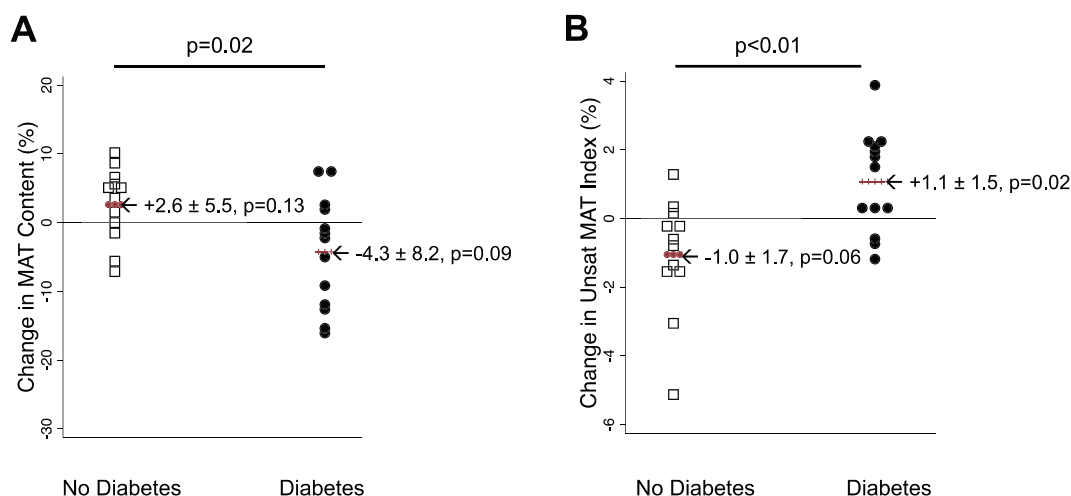 A
p=0.02
Change in MAT Content (%)
20
10
0
-10
-20
-30
+2.6 ± 5.5, p=0.13
-4.3 ± 8.2, p=0.09
No Diabetes
Diabetes
B
p<0.01
Change in Unsat MAT Index (%)
4
2
0
-2
-4
-6
+1.1 ± 1.5, p=0.02
-1.0 ± 1.7, p=0.06
No Diabetes
Diabetes